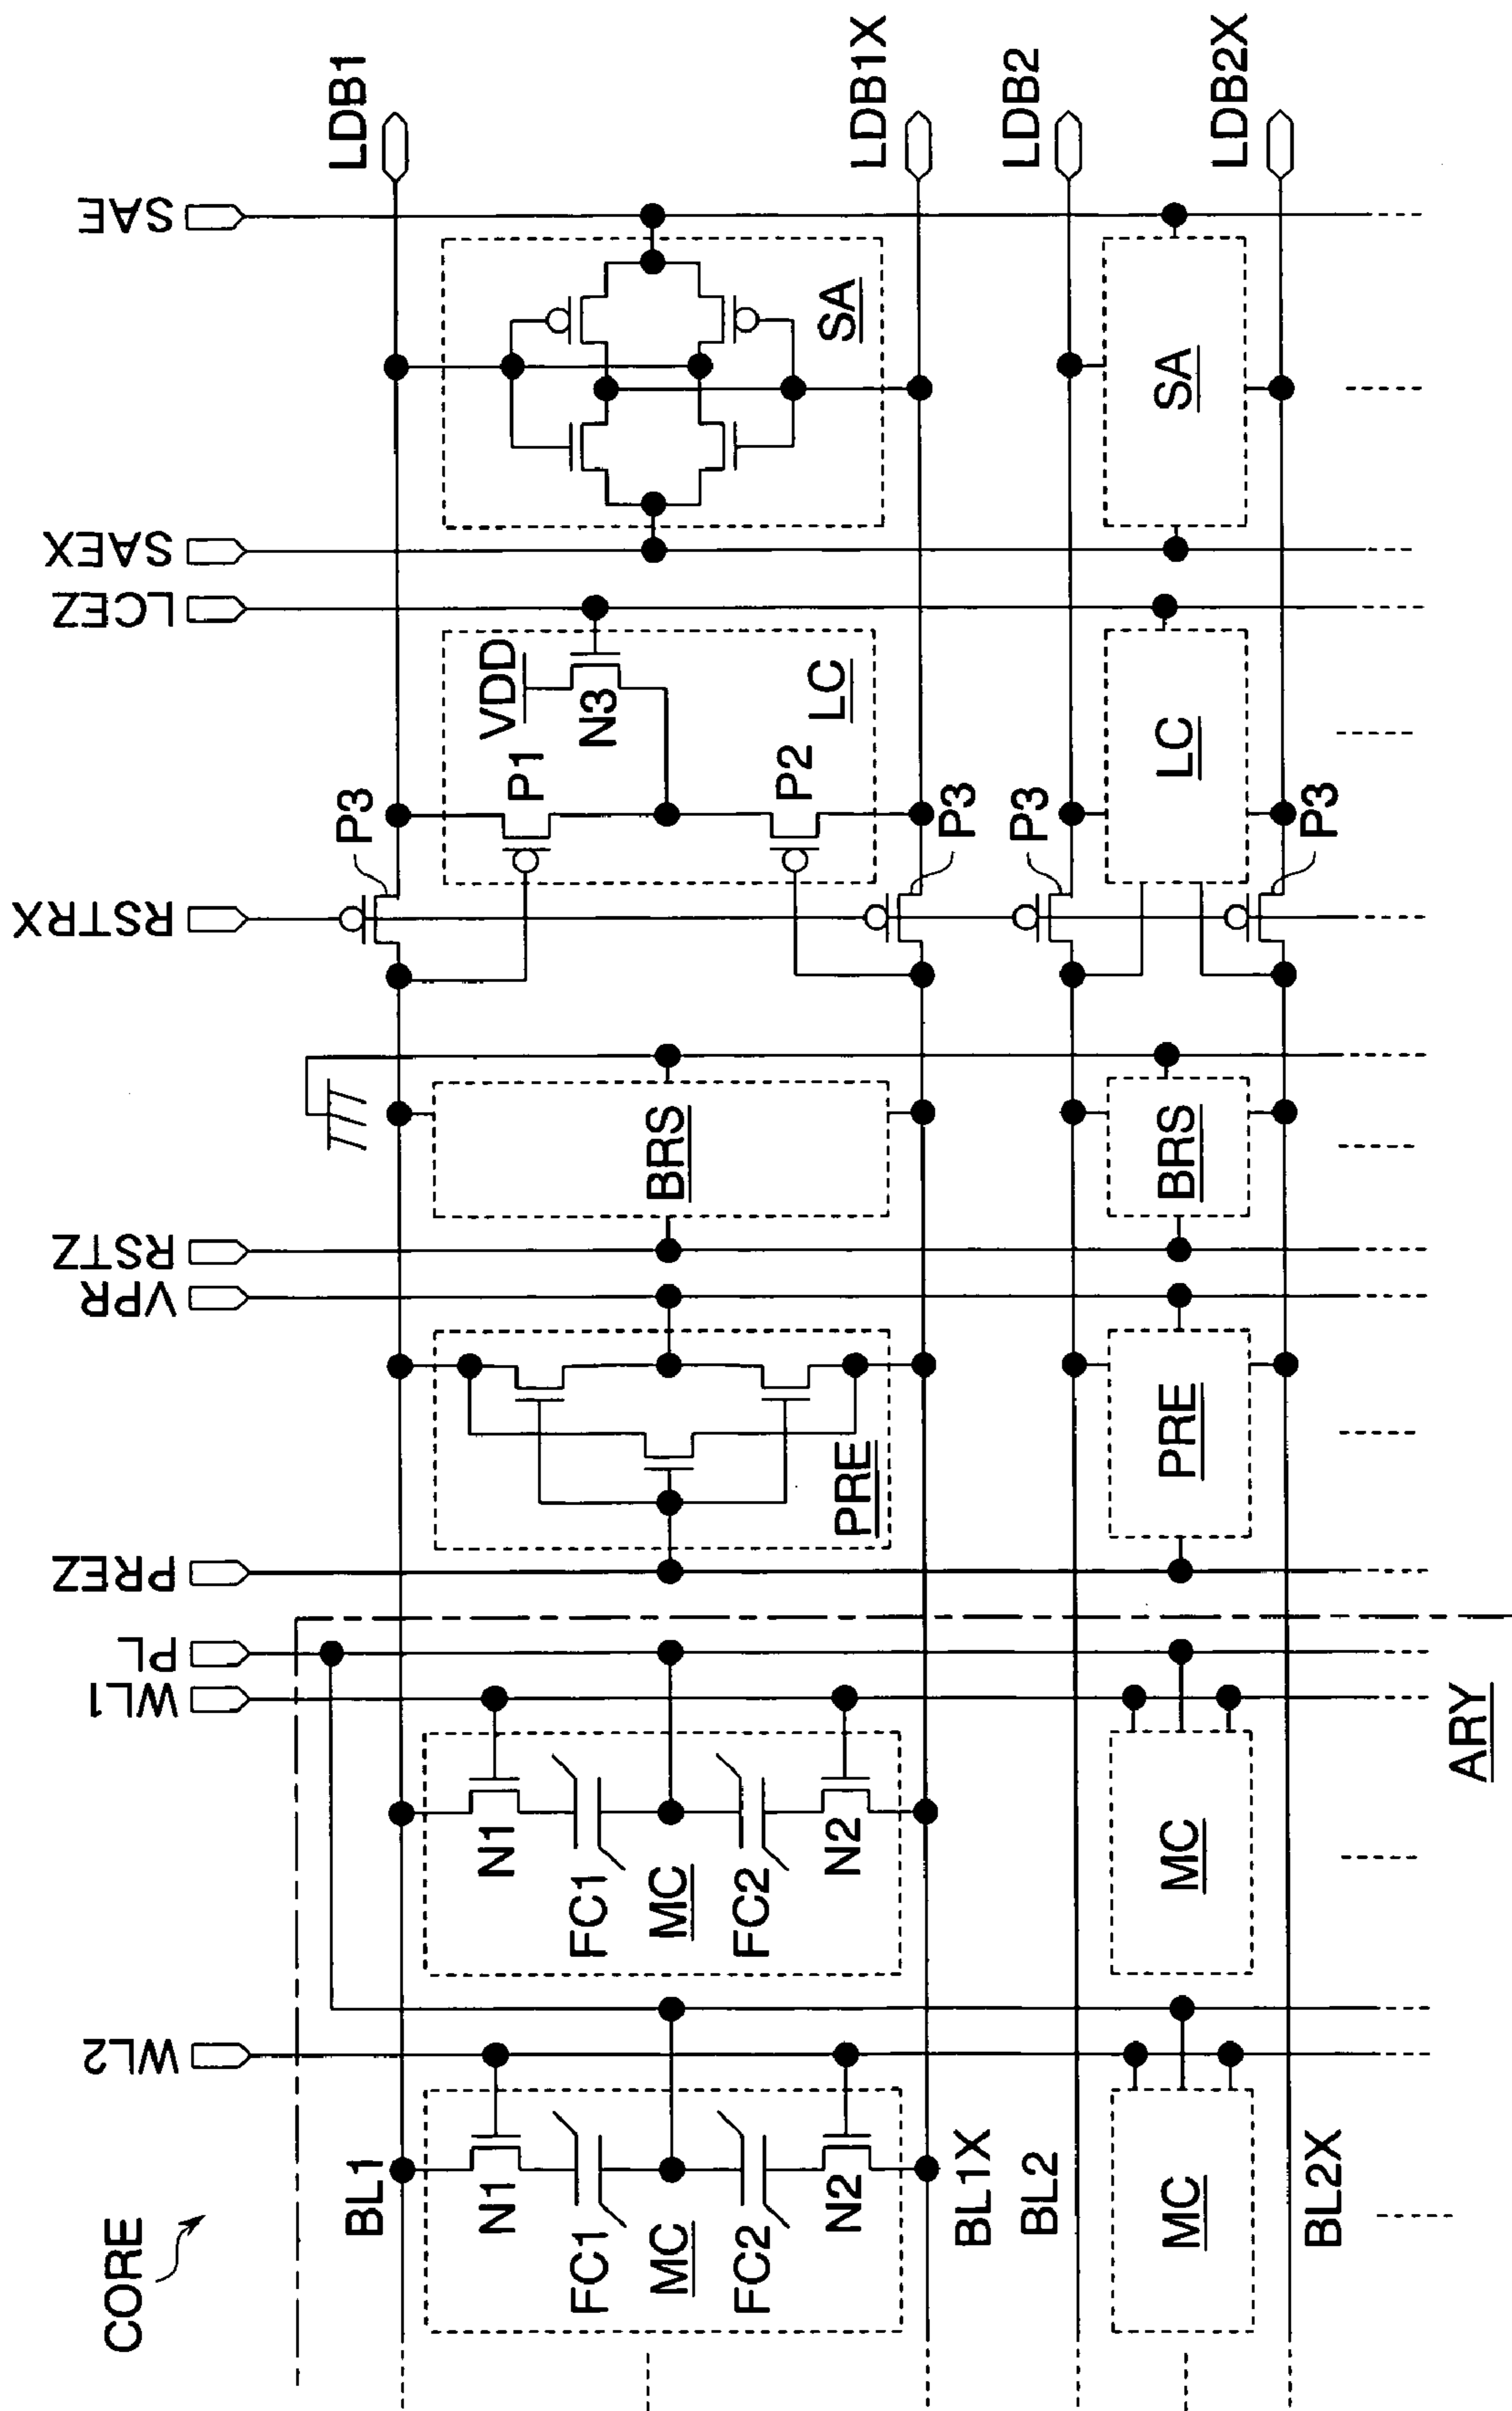 CORE
WL2
WL1
PL
PREZ
VPR
RSTZ
RSTRX
LCEZ
SAEX
SAE
BL1
P3
LDB1
N1
FC1
MC
FC2
N2
N1
FC1
MC
FC2
N2
PRE
BRS
P1
VDD
N3
P2
LC
SA
BL1X
P3
LDB1X
BL2
P3
LDB2
MC
MC
PRE
BRS
LC
SA
BL2X
P3
LDB2X
ARY